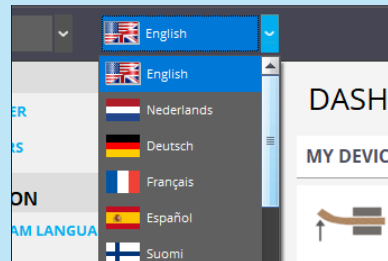 English
English
ER
Nederlands
RS
Deutsch
Français
ON
Español
AM LANGUA
Suomi
DASH
MY DEVIC